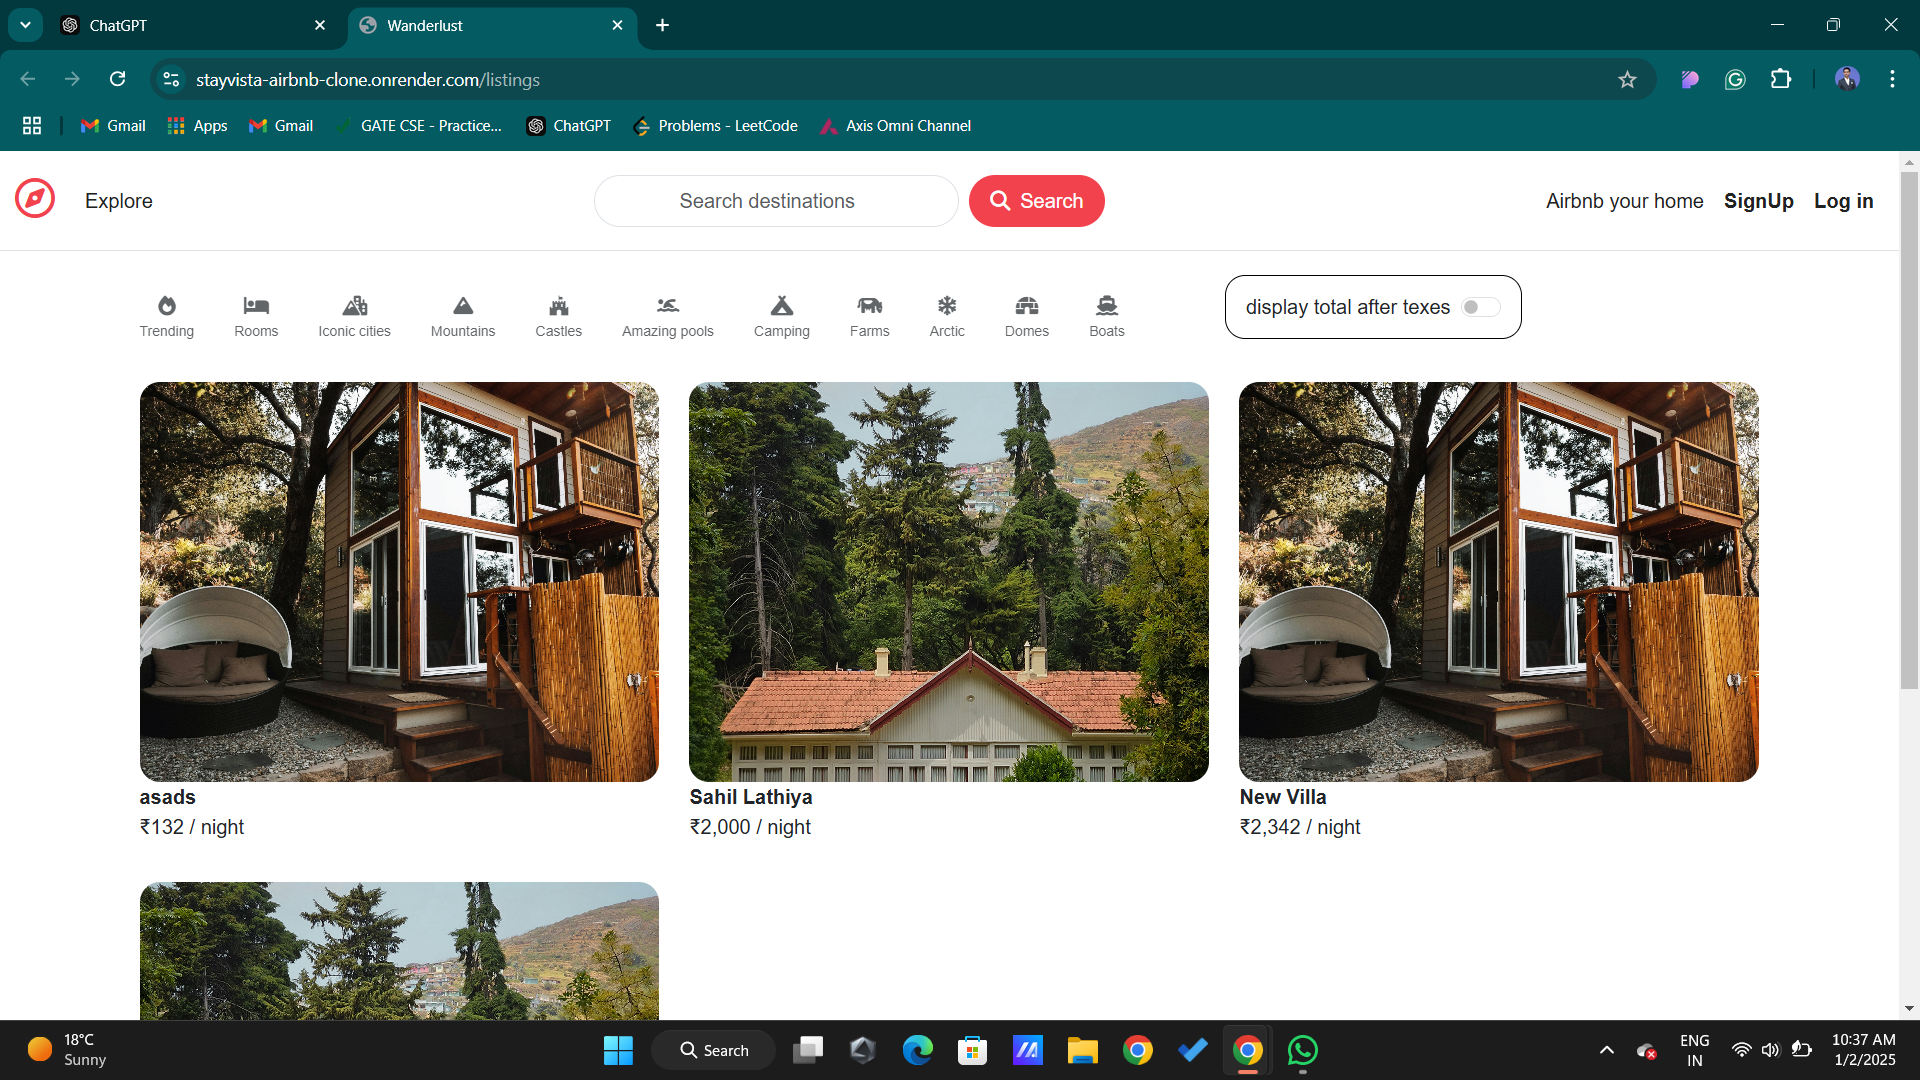 ChatGPT
Wanderlust
stayvista-airbnb-clone.onrender.com/listings
Gmail
Apps
Gmail
GATE CSE - Practice...
ChatGPT
Problems - LeetCode
Axis Omni Channel
Explore
Search destinations
Search
Airbnb your home
SignUp
Log in
Trending
Rooms
Iconic cities
Mountains
Castles
Amazing pools
Camping
Farms
Arctic
Domes
Boats
display total after texes
asads
₹132 / night
Sahil Lathiya
₹2,000 / night
New Villa
₹2,342 / night
18°C
Sunny
Search
ENG
IN
10:37 AM
1/2/2025